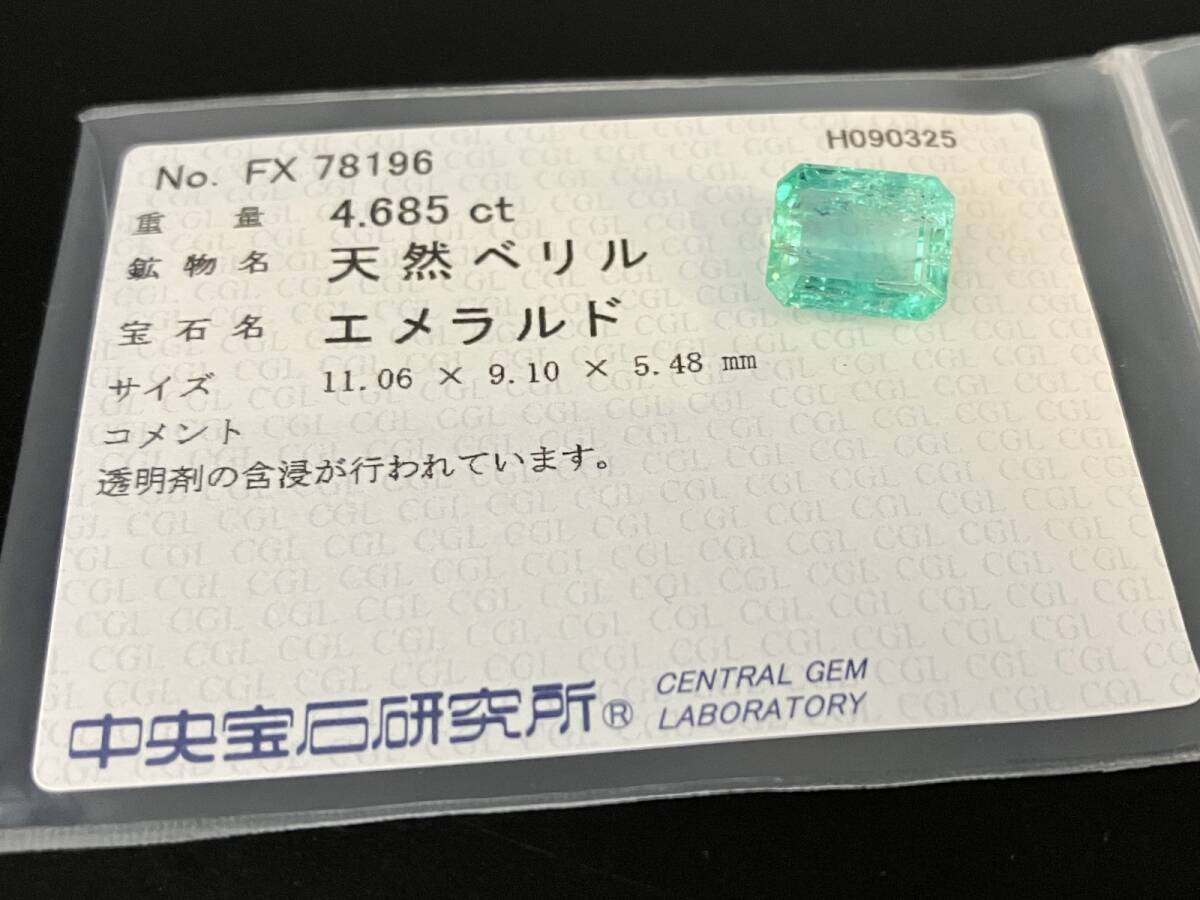 H090325
No. FX 78196
重量 4.685 ct
鉱物名 天然ベリル
宝石名 エメラルド
サイズ 11.06 × 9.10 × 5.48 mm
コメント
透明剤の含浸が行われています。
中央宝石研究所® CENTRAL GEM
LABORATORY